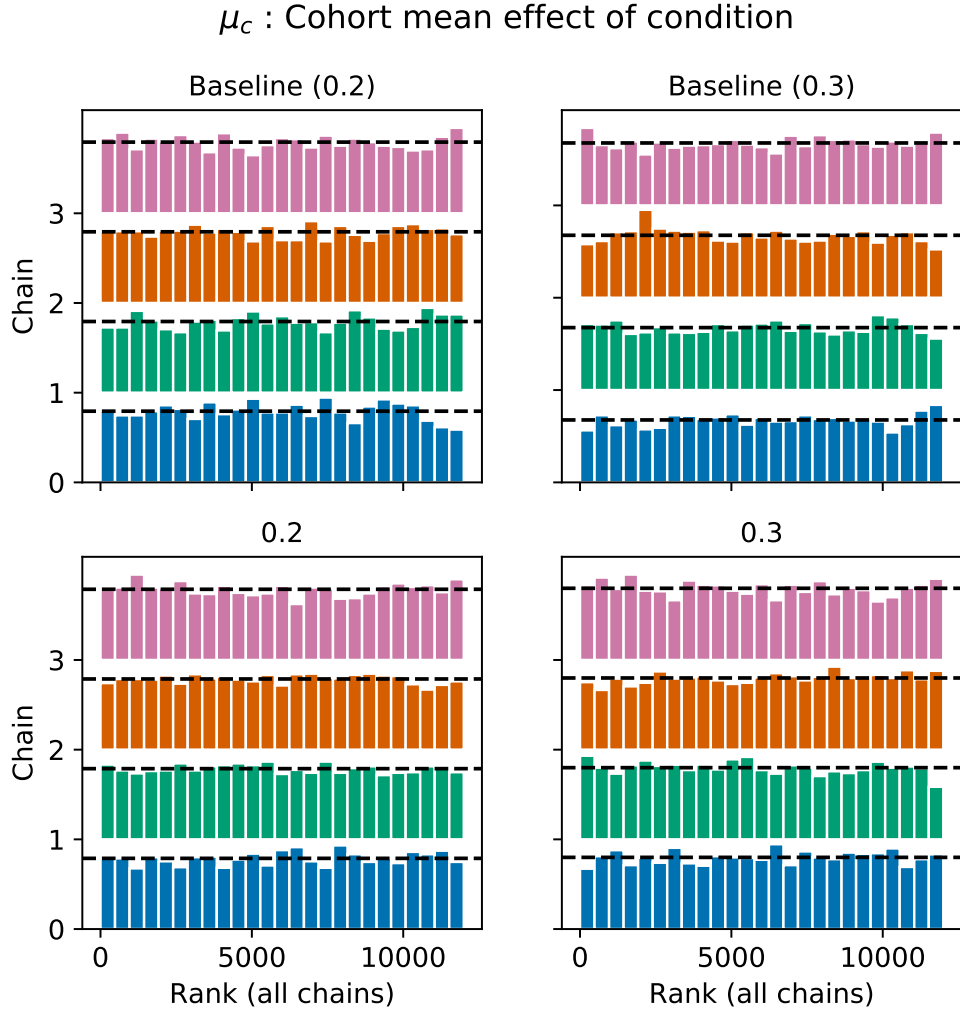 μc : Cohort mean effect of condition
Baseline (0.2)
Baseline (0.3)
3
2
1
0
Chain
0.2
0.3
3
2
1
0
Chain
0
5000
10000
0
5000
10000
Rank (all chains)
Rank (all chains)